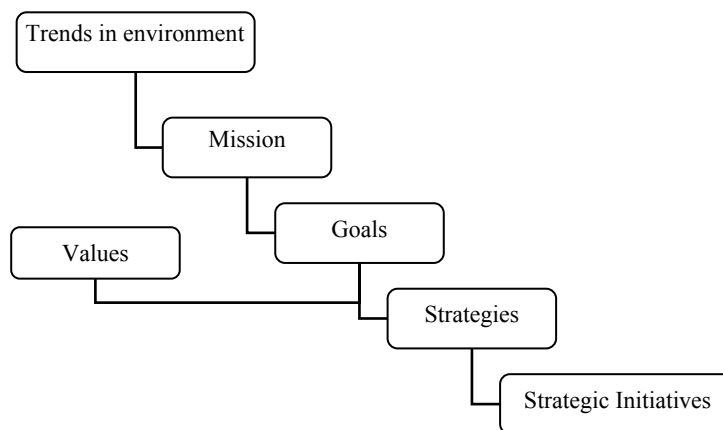 Trends in environment
Mission
Goals
Values
Strategies
Strategic Initiatives